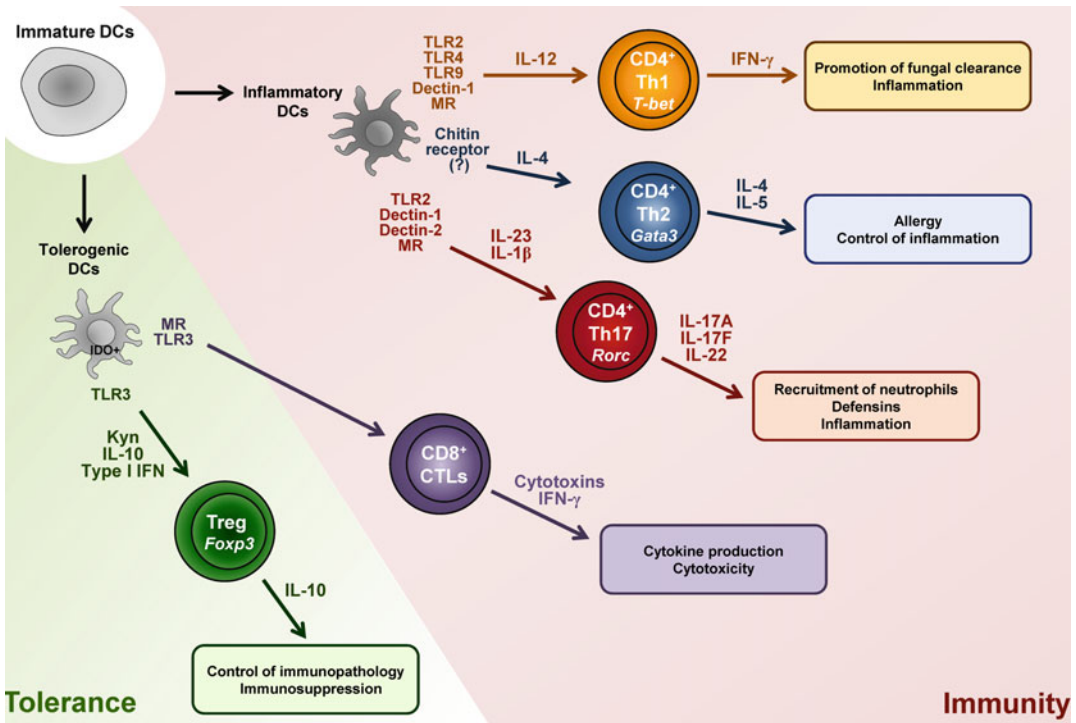 Immature DCs
Inflammatory
DCs
TLR2
TLR4
TLR9
Dectin-1
MR
IL-12
CD4⁺
Th1
T-bet
IFN-γ
Promotion of fungal clearance
Inflammation
Chitin
receptor
(?)
IL-4
CD4⁺
Th2
Gata3
IL-4
IL-5
Allergy
Control of inflammation
TLR2
Dectin-1
Dectin-2
MR
IL-23
IL-1β
CD4⁺
Th17
Rorc
IL-17A
IL-17F
IL-22
Recruitment of neutrophils
Defensins
Inflammation
Tolerogenic
DCs
IDO+
MR
TLR3
CD8⁺
CTLs
Cytotoxins
IFN-γ
Cytokine production
Cytotoxicity
TLR3
Kyn
IL-10
Type I IFN
Treg
Foxp3
IL-10
Control of immunopathology
Immunosuppression
Tolerance
Immunity